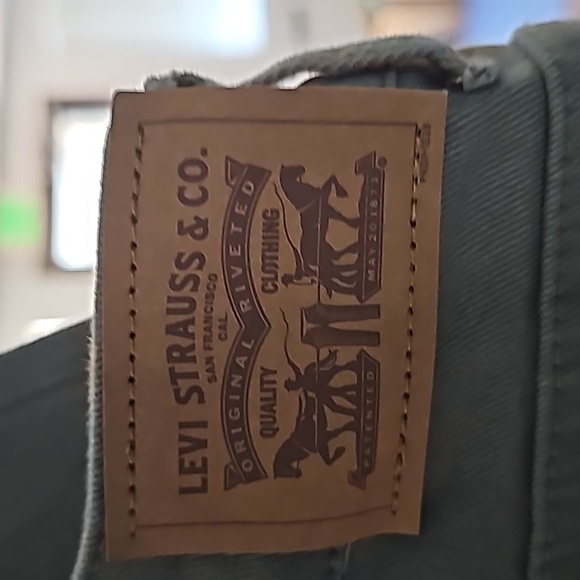 LEVI STRAUSS & CO.
SAN FRANCISCO
CAL
ORIGINAL RIVETED
QUALITY CLOTHING
PATENTED MAY 20 1873